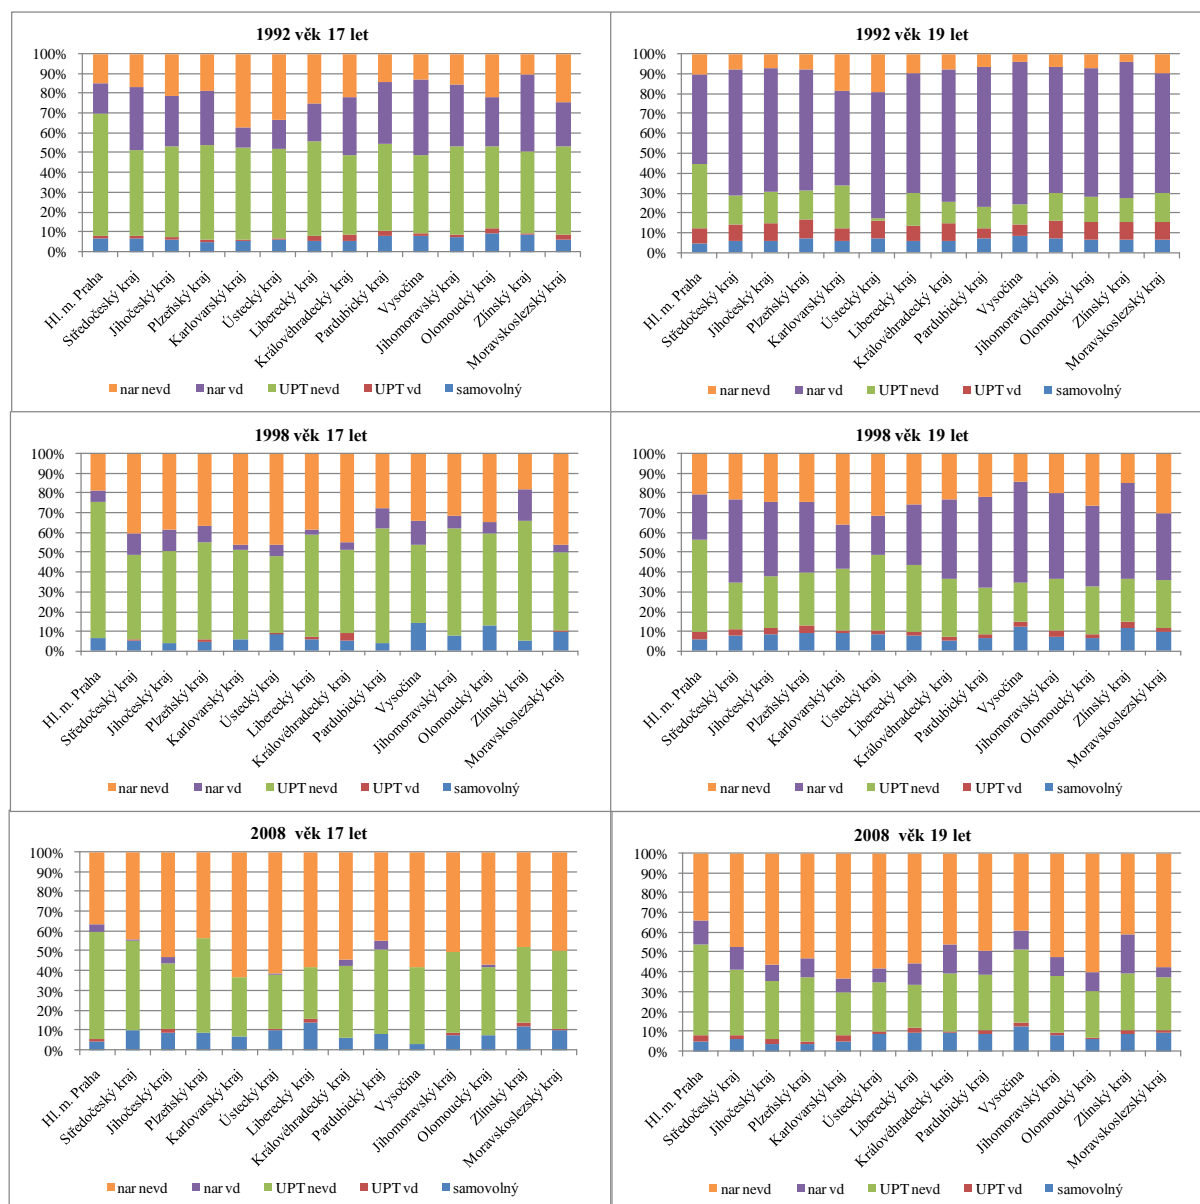 1992 věk 17 let
100%
90%
80%
70%
60%
50%
40%
30%
20%
10%
0%
Hl. m. Praha
Středočeský kraj
Jihočeský kraj
Plzeňský kraj
Karlovarský kraj
Ústecký kraj
Liberecký kraj
Královéhradecký kraj
Pardubický kraj
Vysočina
Jihomoravský kraj
Olomoucký kraj
Zlínský kraj
Moravskoslezský kraj
nar nevd nar vd UPT nevd UPT vd samovolný
1992 věk 19 let
100%
90%
80%
70%
60%
50%
40%
30%
20%
10%
0%
Hl. m. Praha
Středočeský kraj
Jihočeský kraj
Plzeňský kraj
Karlovarský kraj
Ústecký kraj
Liberecký kraj
Královéhradecký kraj
Pardubický kraj
Vysočina
Jihomoravský kraj
Olomoucký kraj
Zlínský kraj
Moravskoslezský kraj
nar nevd nar vd UPT nevd UPT vd samovolný
1998 věk 17 let
100%
90%
80%
70%
60%
50%
40%
30%
20%
10%
0%
Hl. m. Praha
Středočeský kraj
Jihočeský kraj
Plzeňský kraj
Karlovarský kraj
Ústecký kraj
Liberecký kraj
Královéhradecký kraj
Pardubický kraj
Vysočina
Jihomoravský kraj
Olomoucký kraj
Zlínský kraj
Moravskoslezský kraj
nar nevd nar vd UPT nevd UPT vd samovolný
1998 věk 19 let
100%
90%
80%
70%
60%
50%
40%
30%
20%
10%
0%
Hl. m. Praha
Středočeský kraj
Jihočeský kraj
Plzeňský kraj
Karlovarský kraj
Ústecký kraj
Liberecký kraj
Královéhradecký kraj
Pardubický kraj
Vysočina
Jihomoravský kraj
Olomoucký kraj
Zlínský kraj
Moravskoslezský kraj
nar nevd nar vd UPT nevd UPT vd samovolný
2008 věk 17 let
100%
90%
80%
70%
60%
50%
40%
30%
20%
10%
0%
Hl. m. Praha
Středočeský kraj
Jihočeský kraj
Plzeňský kraj
Karlovarský kraj
Ústecký kraj
Liberecký kraj
Královéhradecký kraj
Pardubický kraj
Vysočina
Jihomoravský kraj
Olomoucký kraj
Zlínský kraj
Moravskoslezský kraj
nar nevd nar vd UPT nevd UPT vd samovolný
2008 věk 19 let
100%
90%
80%
70%
60%
50%
40%
30%
20%
10%
0%
Hl. m. Praha
Středočeský kraj
Jihočeský kraj
Plzeňský kraj
Karlovarský kraj
Ústecký kraj
Liberecký kraj
Královéhradecký kraj
Pardubický kraj
Vysočina
Jihomoravský kraj
Olomoucký kraj
Zlínský kraj
Moravskoslezský kraj
nar nevd nar vd UPT nevd UPT vd samovolný